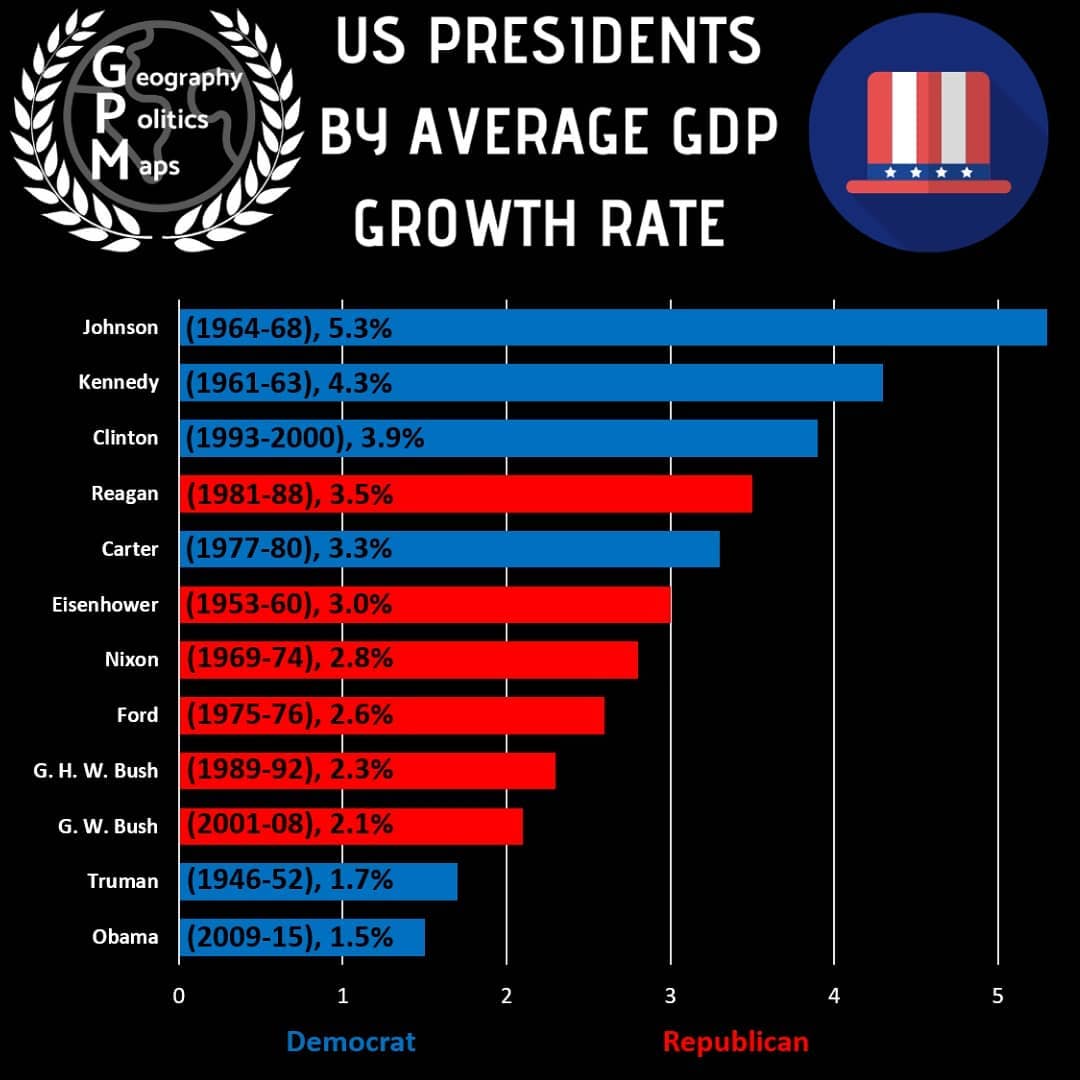 Geography
Politics
Maps
US PRESIDENTS
BY AVERAGE GDP
GROWTH RATE
Johnson (1964-68), 5.3%
Kennedy (1961-63), 4.3%
Clinton (1993-2000), 3.9%
Reagan (1981-88), 3.5%
Carter (1977-80), 3.3%
Eisenhower (1953-60), 3.0%
Nixon (1969-74), 2.8%
Ford (1975-76), 2.6%
G. H. W. Bush (1989-92), 2.3%
G. W. Bush (2001-08), 2.1%
Truman (1946-52), 1.7%
Obama (2009-15), 1.5%
0 1 2 3 4 5
Democrat Republican